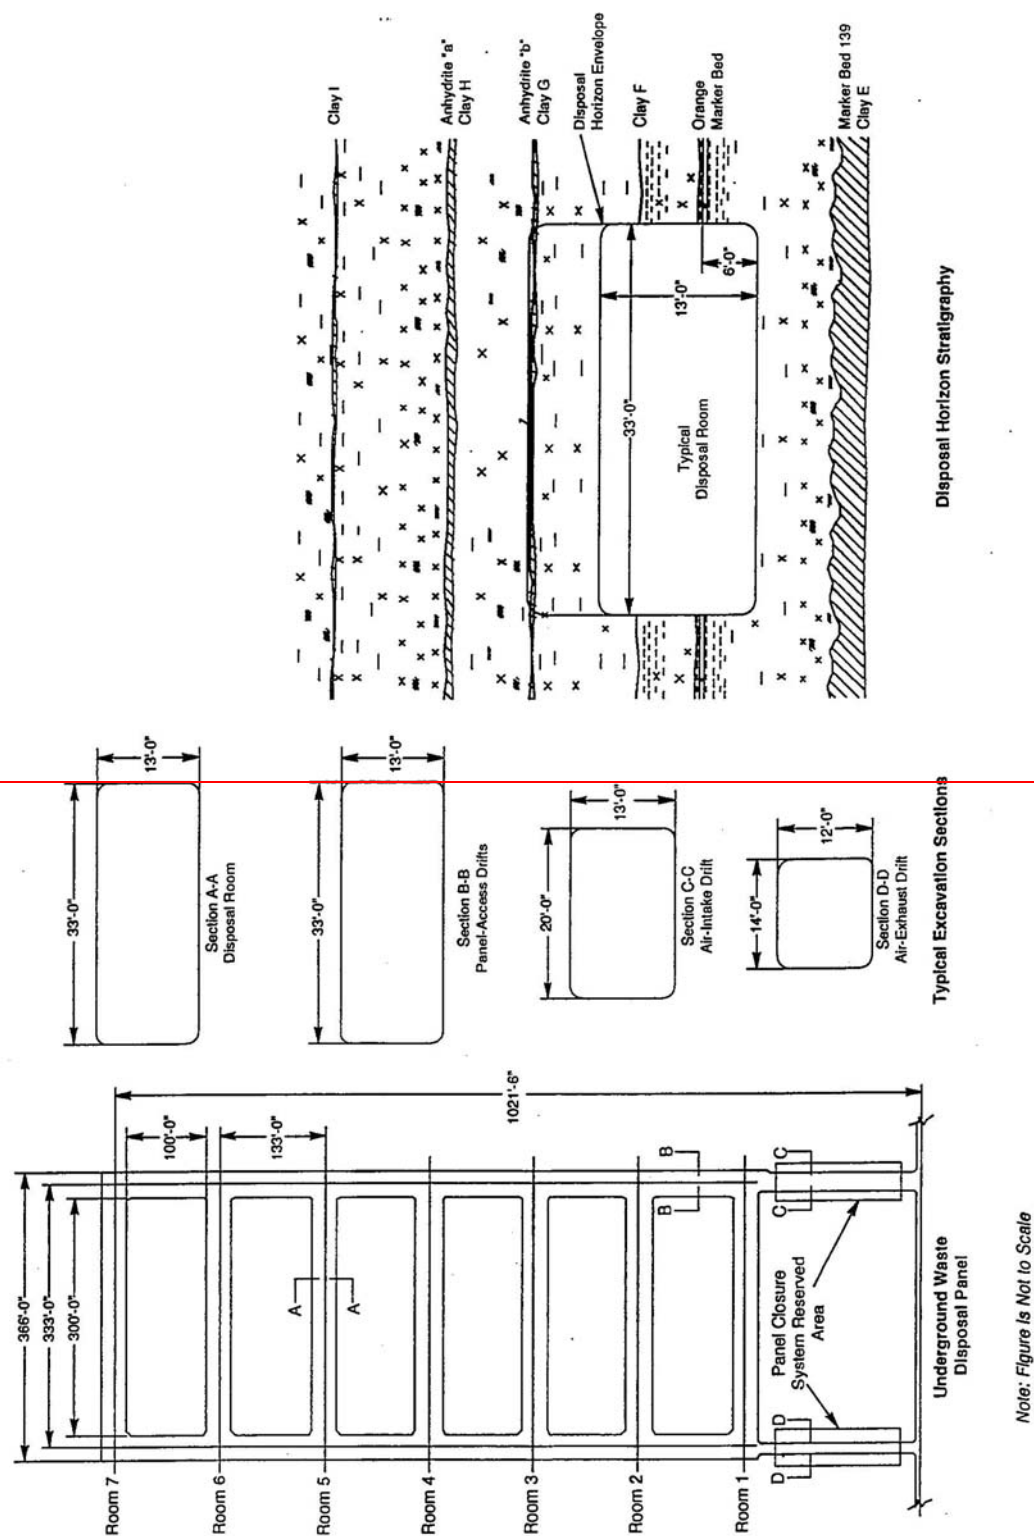 366'-0"
333'-0"
300'-0"
100'-0"
133'-0"
1021'-6"
Room 7
Room 6
Room 5
Room 4
Room 3
Room 2
Room 1
A
A
B
B
C
C
D
D
Panel Closure
System Reserved
Area
Underground Waste
Disposal Panel
Note: Figure Is Not to Scale
33'-0"
13'-0"
Section A-A
Disposal Room
33'-0"
13'-0"
Section B-B
Panel-Access Drifts
20'-0"
13'-0"
Section C-C
Air-Intake Drift
14'-0"
12'-0"
Section D-D
Air-Exhaust Drift
Typical Excavation Sections
Clay I
Anhydrite "a"
Clay H
Anhydrite "b"
Clay G
Disposal
Horizon Envelope
Clay F
Orange
Marker Bed
Marker Bed 139
Clay E
33'-0"
13'-0"
6'-0"
Typical
Disposal Room
Disposal Horizon Stratigraphy